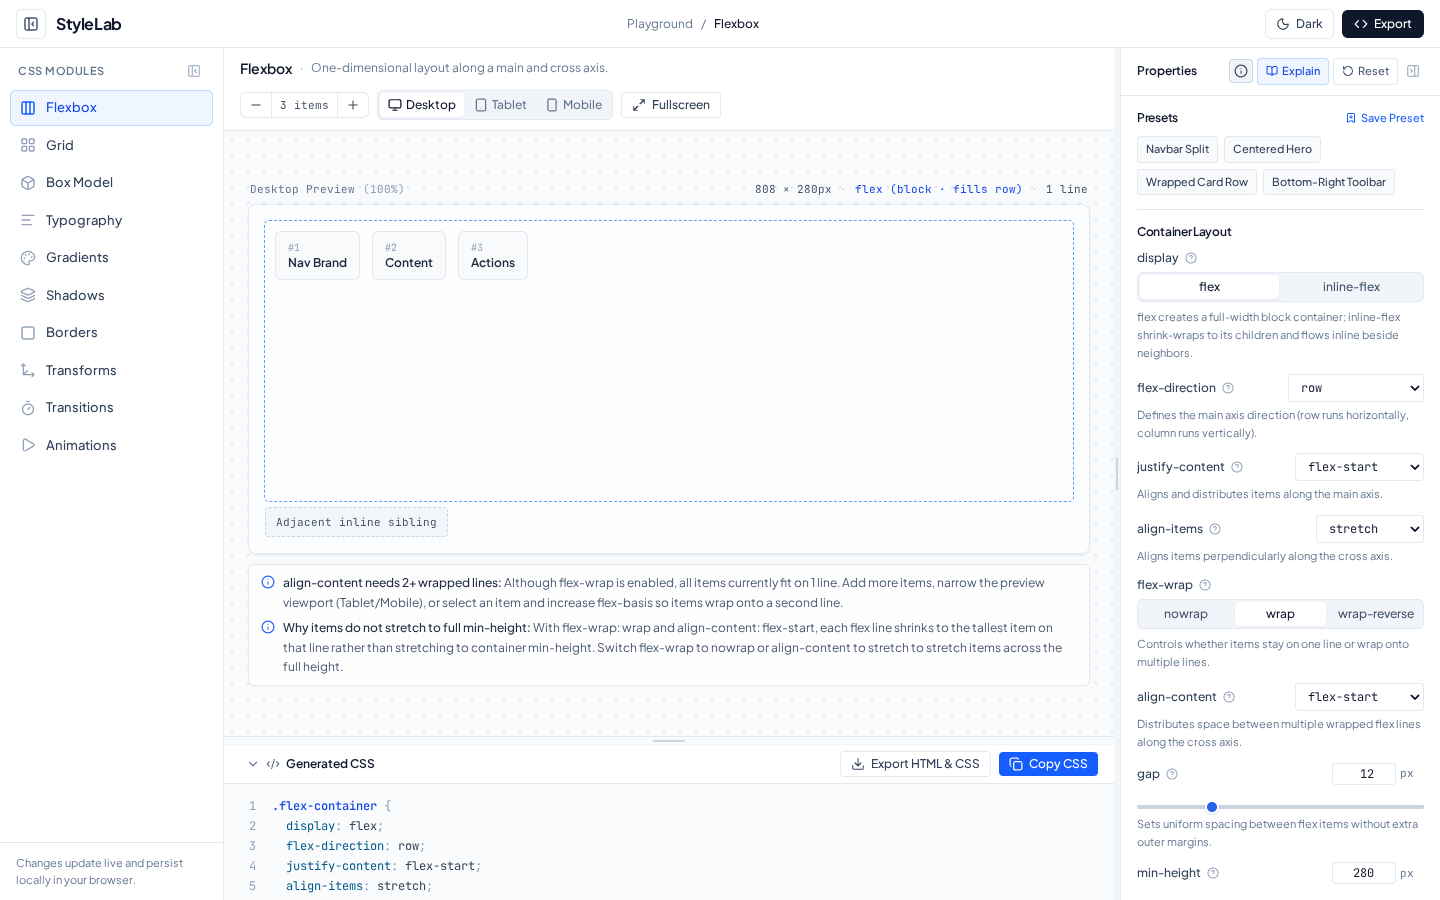 StyleLab
Playground / Flexbox
Dark
Export
CSS MODULES
Flexbox
Grid
Box Model
Typography
Gradients
Shadows
Borders
Transforms
Transitions
Animations
Changes update live and persist
locally in your browser.
Flexbox · One-dimensional layout along a main and cross axis.
− 3 items +
Desktop
Tablet
Mobile
Fullscreen
Desktop Preview (100%)
808 × 280px · flex (block · fills row) · 1 line
#1
Nav Brand
#2
Content
#3
Actions
Adjacent inline sibling
align-content needs 2+ wrapped lines: Although flex-wrap is enabled, all items currently fit on 1 line. Add more items, narrow the preview
viewport (Tablet/Mobile), or select an item and increase flex-basis so items wrap onto a second line.
Why items do not stretch to full min-height: With flex-wrap: wrap and align-content: flex-start, each flex line shrinks to the tallest item on
that line rather than stretching to container min-height. Switch flex-wrap to nowrap or align-content to stretch to stretch items across the
full height.
Generated CSS
Export HTML & CSS
Copy CSS
1 .flex-container {
2 display: flex;
3 flex-direction: row;
4 justify-content: flex-start;
5 align-items: stretch;
Properties
Explain
Reset
Presets
Save Preset
Navbar Split
Centered Hero
Wrapped Card Row
Bottom-Right Toolbar
Container Layout
display
flex
inline-flex
flex creates a full-width block container; inline-flex
shrink-wraps to its children and flows inline beside
neighbors.
flex-direction
row
Defines the main axis direction (row runs horizontally,
column runs vertically).
justify-content
flex-start
Aligns and distributes items along the main axis.
align-items
stretch
Aligns items perpendicularly along the cross axis.
flex-wrap
nowrap
wrap
wrap-reverse
Controls whether items stay on one line or wrap onto
multiple lines.
align-content
flex-start
Distributes space between multiple wrapped flex lines
along the cross axis.
gap
12 px
Sets uniform spacing between flex items without extra
outer margins.
min-height
280 px